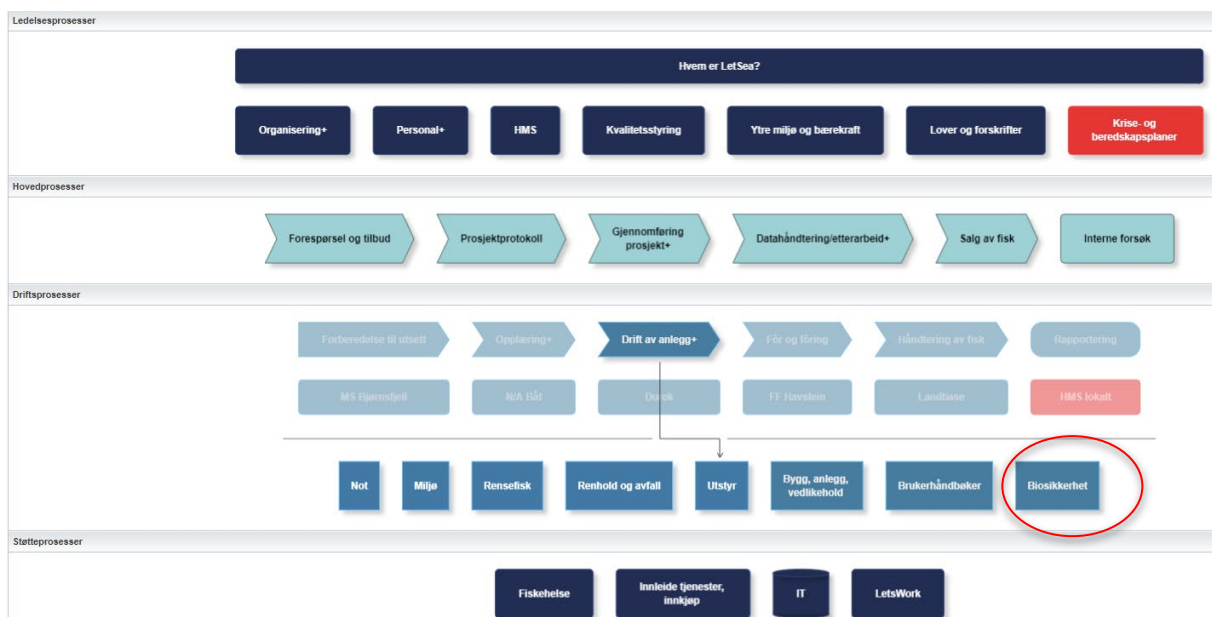 Ledelsesprosesser
Hvem er LetSea?
Organisering+
Personal+
HMS
Kvalitetsstyring
Ytre miljø og bærekraft
Lover og forskrifter
Krise- og
beredskapsplaner
Hovedprosesser
Forespørsel og tilbud
Prosjektprotokoll
Gjennomføring
prosjekt+
Datahåndtering/etterarbeid+
Salg av fisk
Interne forsøk
Driftsprosesser
Forberedelse til utsett
Opplæring+
Drift av anlegg+
Fôr og fôring
Håndtering av fisk
Rapportering
MS Bjørnsfjell
N/A Båt
FF Havstein
Landbase
HMS lokalt
Not
Miljø
Rensefisk
Renhold og avfall
Utstyr
Bygg, anlegg,
vedlikehold
Brukerhåndbøker
Biosikkerhet
Støtteprosesser
Fiskehelse
Innleide tjenester,
innkjøp
IT
LetsWork